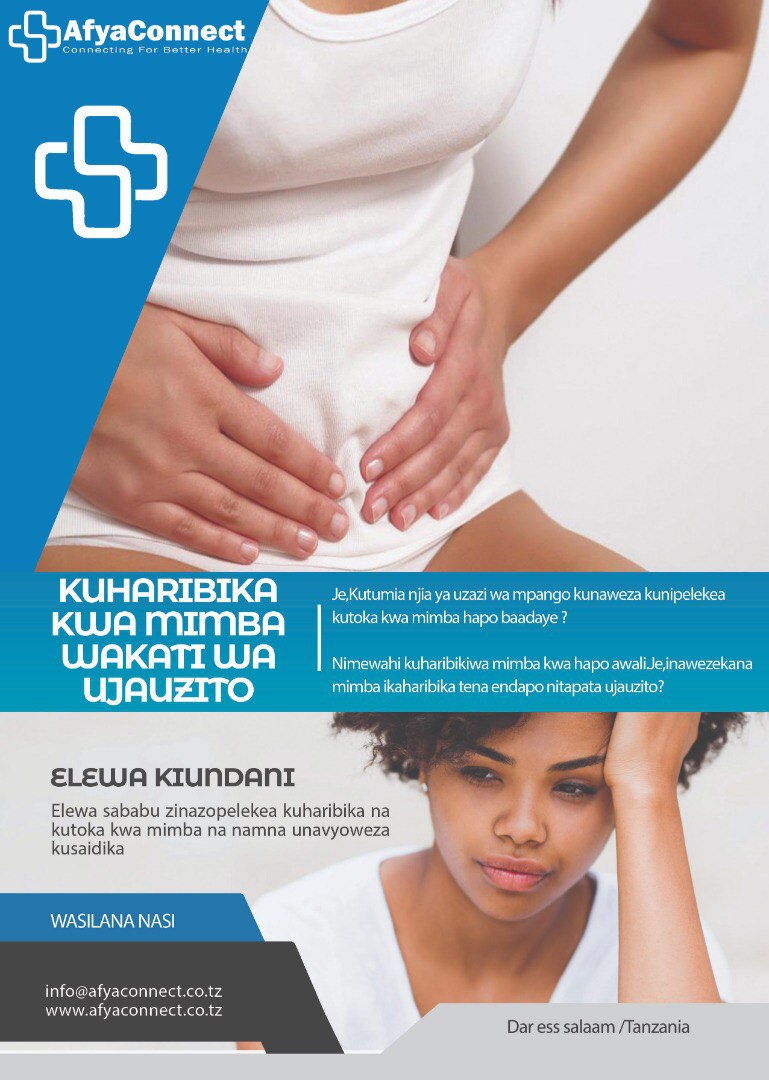 AfyaConnect
Connecting For Better Health
KUHARIBIKA
KWA MIMBA
WAKATI WA
UJAUZITO
Je,Kutumia njia ya uzazi wa mpango kunaweza kunipelekea
kutoka kwa mimba hapo baadaye ?
Nimewahi kuharibikiwa mimba kwa hapo awali.Je,inawezekana
mimba ikaharibika tena endapo nitapata ujauzito?
ELEWA KIUNDANI
Elewa sababu zinazopelekea kuharibika na
kutoka kwa mimba na namna unavyoweza
kusaidika
WASILANA NASI
info@afyaconnect.co.tz
www.afyaconnect.co.tz
Dar ess salaam /Tanzania